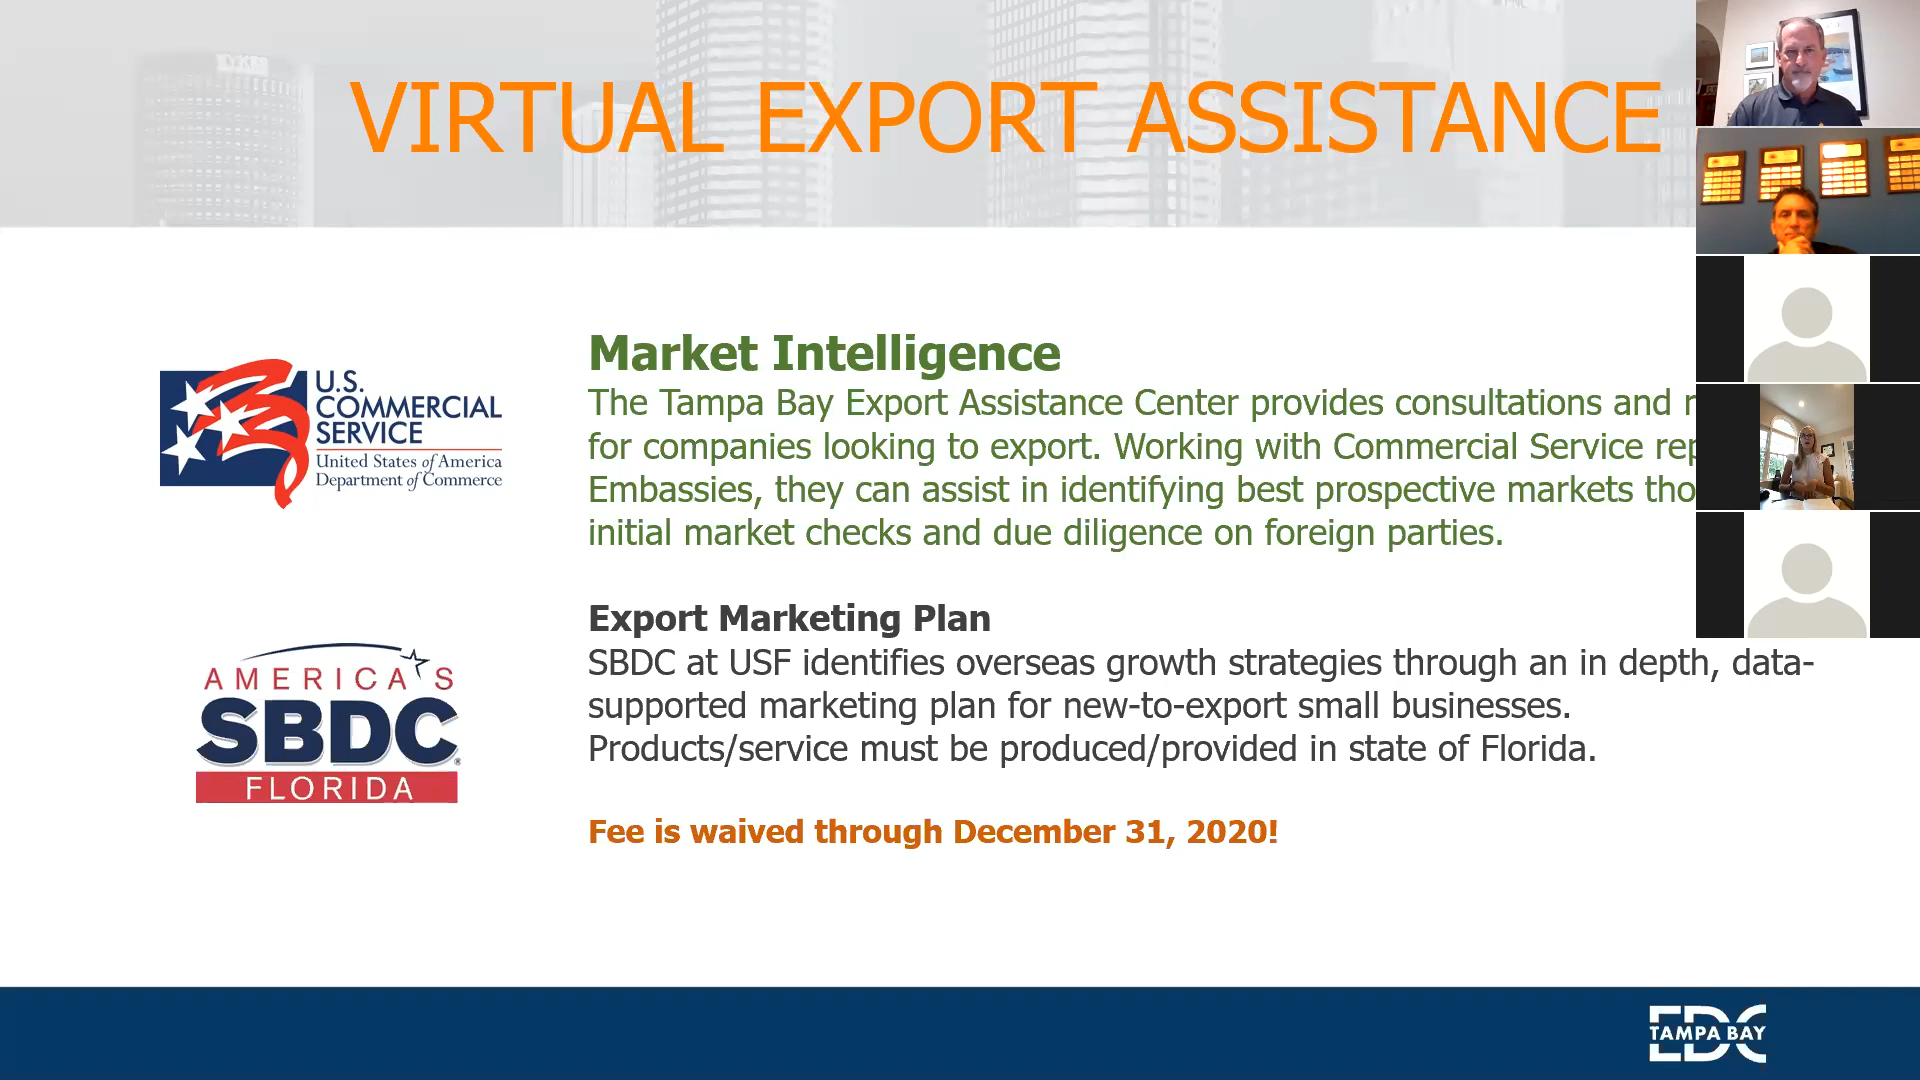 VIRTUAL EXPORT ASSISTANCE
U.S.
COMMERCIAL
SERVICE
United States of America
Department of Commerce
Market Intelligence
The Tampa Bay Export Assistance Center provides consultations and
for companies looking to export. Working with Commercial Service
Embassies, they can assist in identifying best prospective markets
initial market checks and due diligence on foreign parties.
AMERICA'S
SBDC
FLORIDA
Export Marketing Plan
SBDC at USF identifies overseas growth strategies through an in depth, data-
supported marketing plan for new-to-export small businesses.
Products/service must be produced/provided in state of Florida.
Fee is waived through December 31, 2020!
EDC
TAMPA BAY